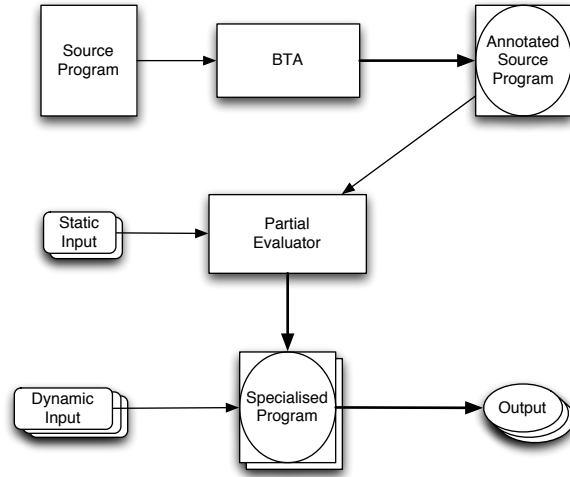 Source
Program
BTA
Annotated
Source
Program
Static
Input
Partial
Evaluator
Dynamic
Input
Specialised
Program
Output